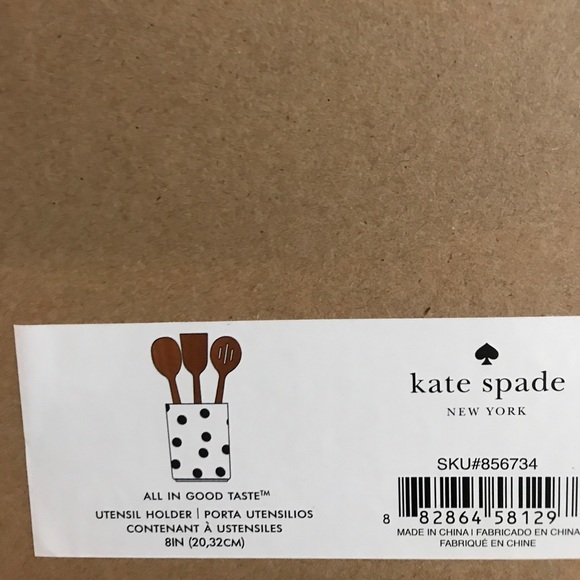 ALL IN GOOD TASTE™
UTENSIL HOLDER | PORTA UTENSILIOS
CONTENANT À USTENSILES
8IN (20,32CM)
kate spade
NEW YORK
SKU#856734
8 82864 58129
MADE IN CHINA | FABRICADO EN CHINA
FABRIQUÉ EN CHINE